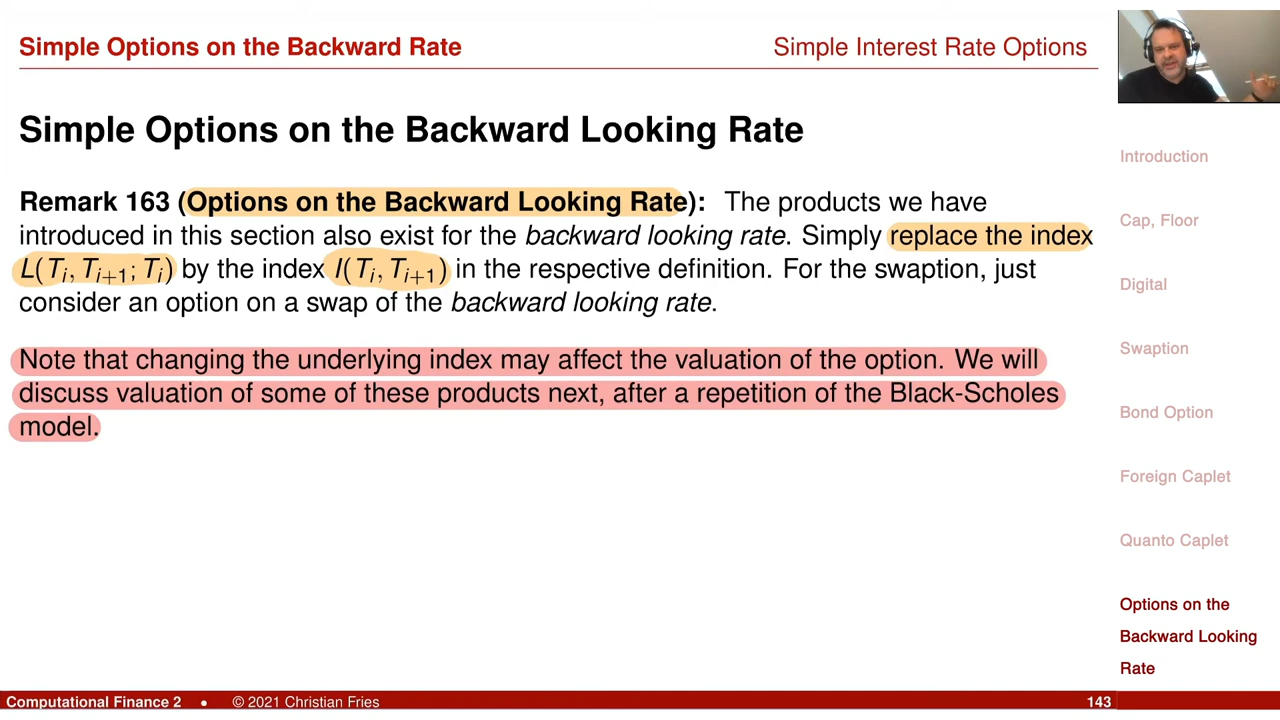 Simple Options on the Backward Rate
Simple Interest Rate Options
Simple Options on the Backward Looking Rate
Remark 163 (Options on the Backward Looking Rate): The products we have
introduced in this section also exist for the backward looking rate. Simply replace the index
L(Tᵢ, Tᵢ₊₁; Tᵢ) by the index I(Tᵢ, Tᵢ₊₁) in the respective definition. For the swaption, just
consider an option on a swap of the backward looking rate.
Note that changing the underlying index may affect the valuation of the option. We will
discuss valuation of some of these products next, after a repetition of the Black-Scholes
model.
Introduction
Cap, Floor
Digital
Swaption
Bond Option
Foreign Caplet
Quanto Caplet
Options on the
Backward Looking
Rate
Computational Finance 2 • © 2021 Christian Fries
143